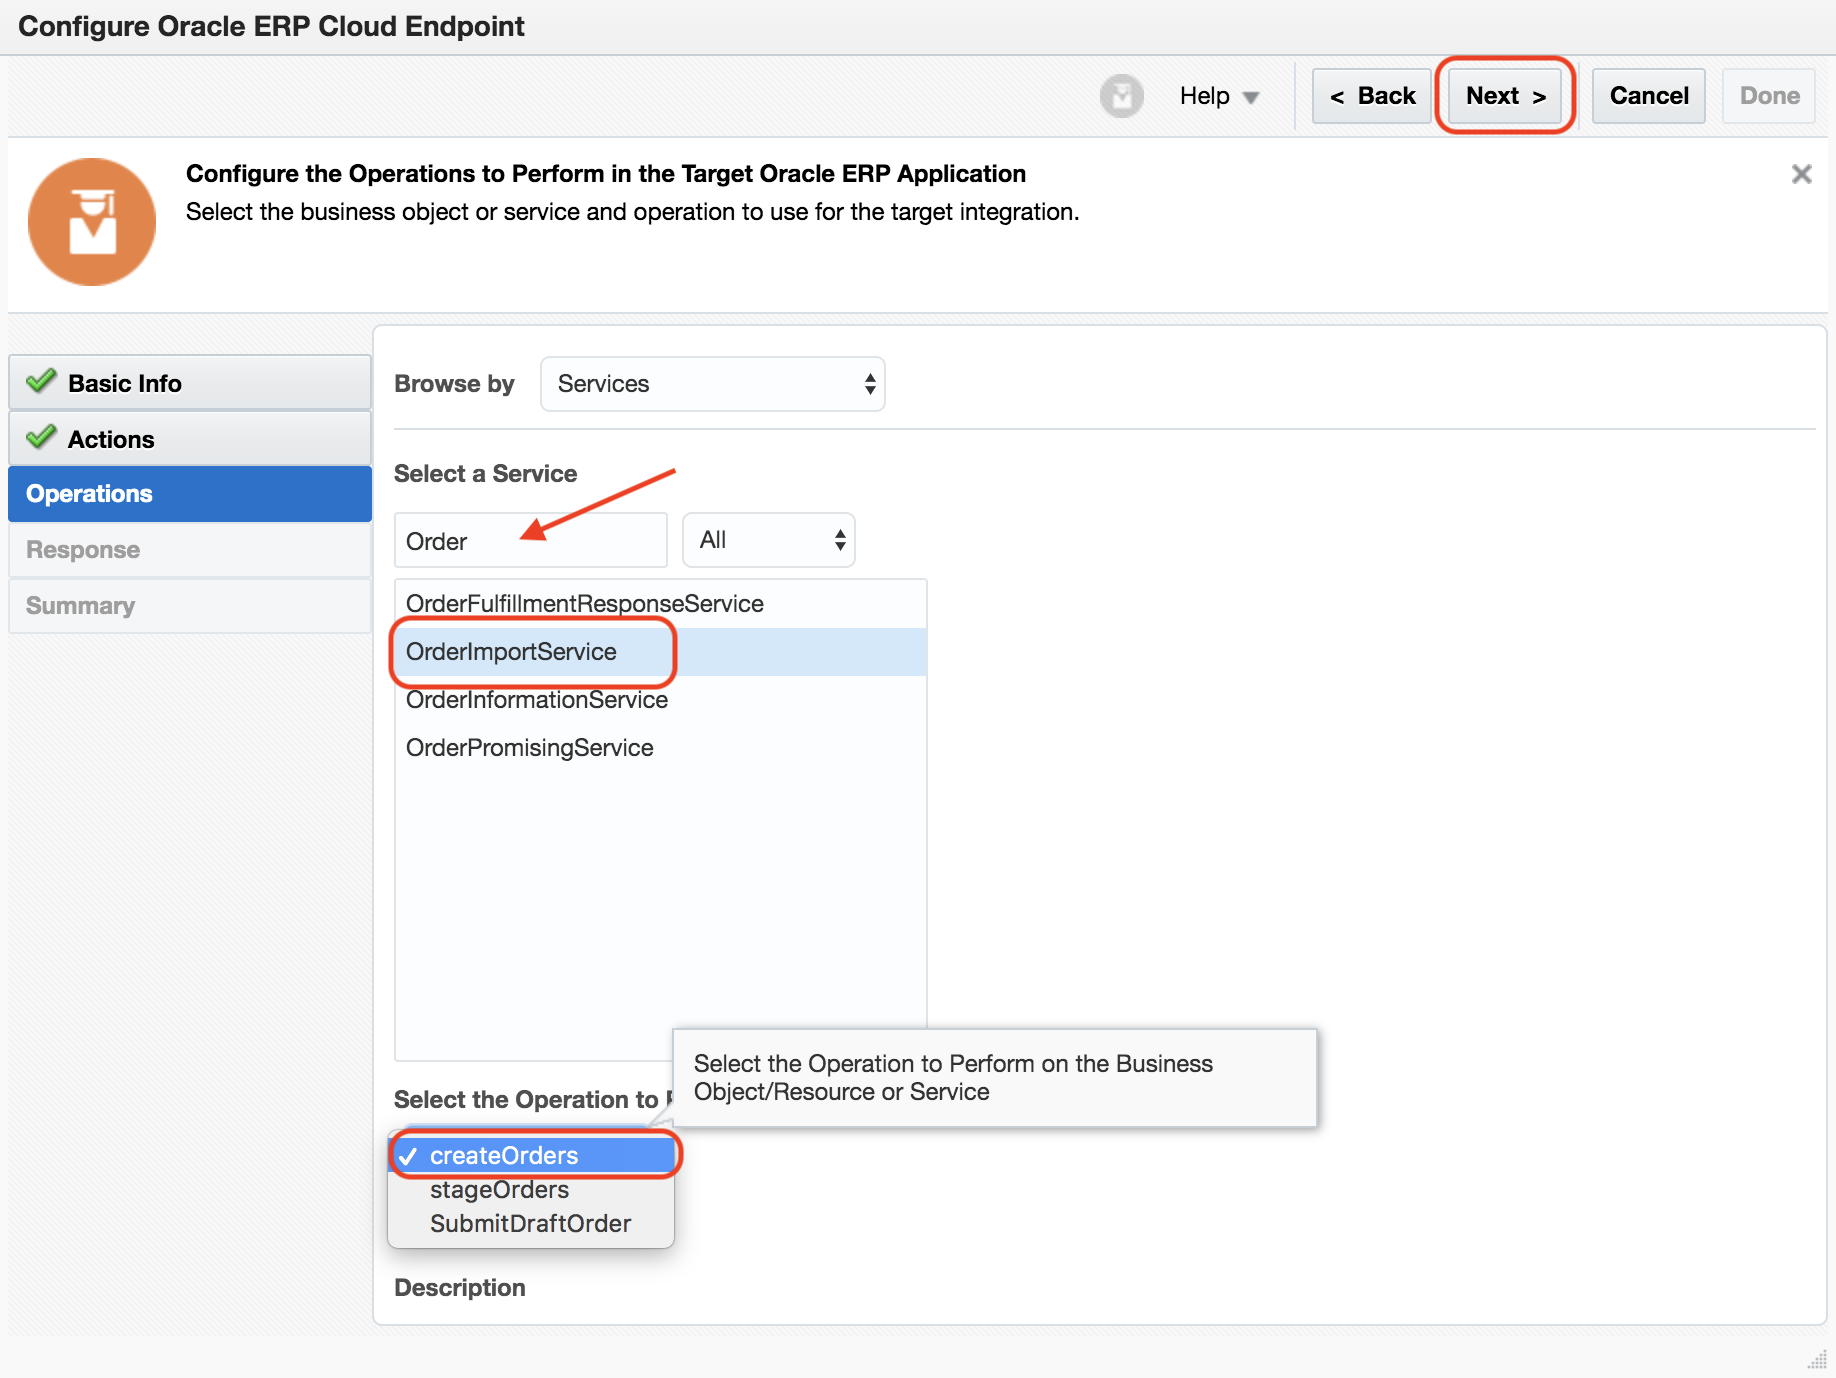 Configure Oracle ERP Cloud Endpoint
Help
< Back
Next >
Cancel
Done
Configure the Operations to Perform in the Target Oracle ERP Application
Select the business object or service and operation to use for the target integration.
Basic Info
Actions
Operations
Response
Summary
Browse by
Services
Select a Service
Order
All
OrderFulfillmentResponseService
OrderImportService
OrderInformationService
OrderPromisingService
Select the Operation to
Select the Operation to Perform on the Business
Object/Resource or Service
createOrders
stageOrders
SubmitDraftOrder
Description